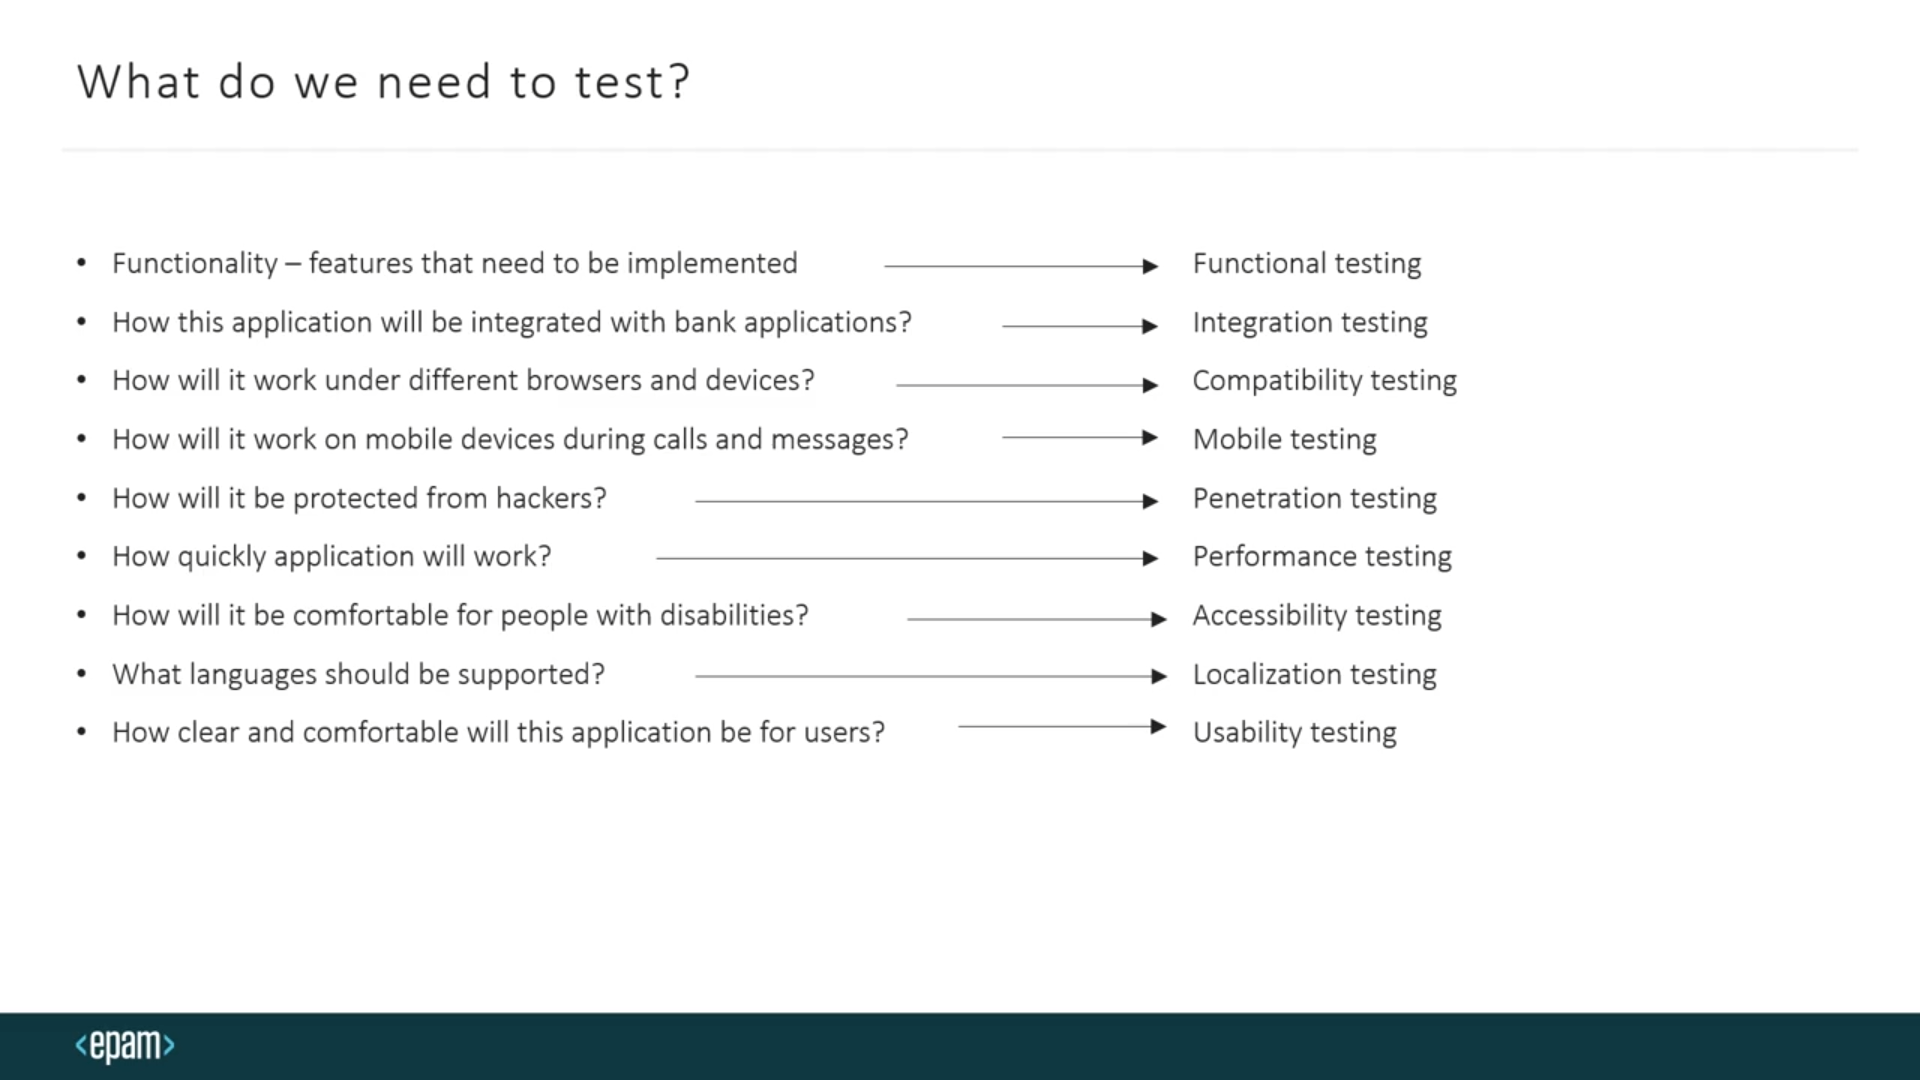 What do we need to test?
• Functionality – features that need to be implemented Functional testing
• How this application will be integrated with bank applications? Integration testing
• How will it work under different browsers and devices? Compatibility testing
• How will it work on mobile devices during calls and messages? Mobile testing
• How will it be protected from hackers? Penetration testing
• How quickly application will work? Performance testing
• How will it be comfortable for people with disabilities? Accessibility testing
• What languages should be supported? Localization testing
• How clear and comfortable will this application be for users? Usability testing
<epam>